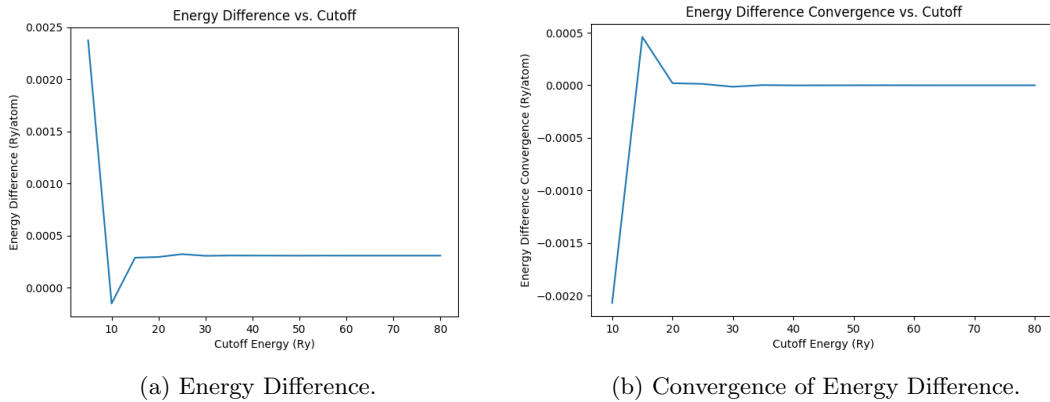 Energy Difference vs. Cutoff
Energy Difference (Ry/atom)
0.0025
0.0020
0.0015
0.0010
0.0005
0.0000
10 20 30 40 50 60 70 80
Cutoff Energy (Ry)
(a) Energy Difference.
Energy Difference Convergence vs. Cutoff
Energy Difference Convergence (Ry/atom)
0.0005
0.0000
−0.0005
−0.0010
−0.0015
−0.0020
10 20 30 40 50 60 70 80
Cutoff Energy (Ry)
(b) Convergence of Energy Difference.